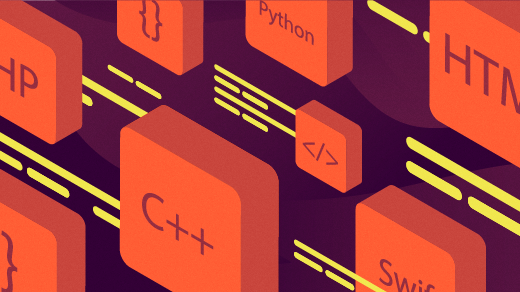 {}
Python
HP
HTM
</>
C++
}
Swif